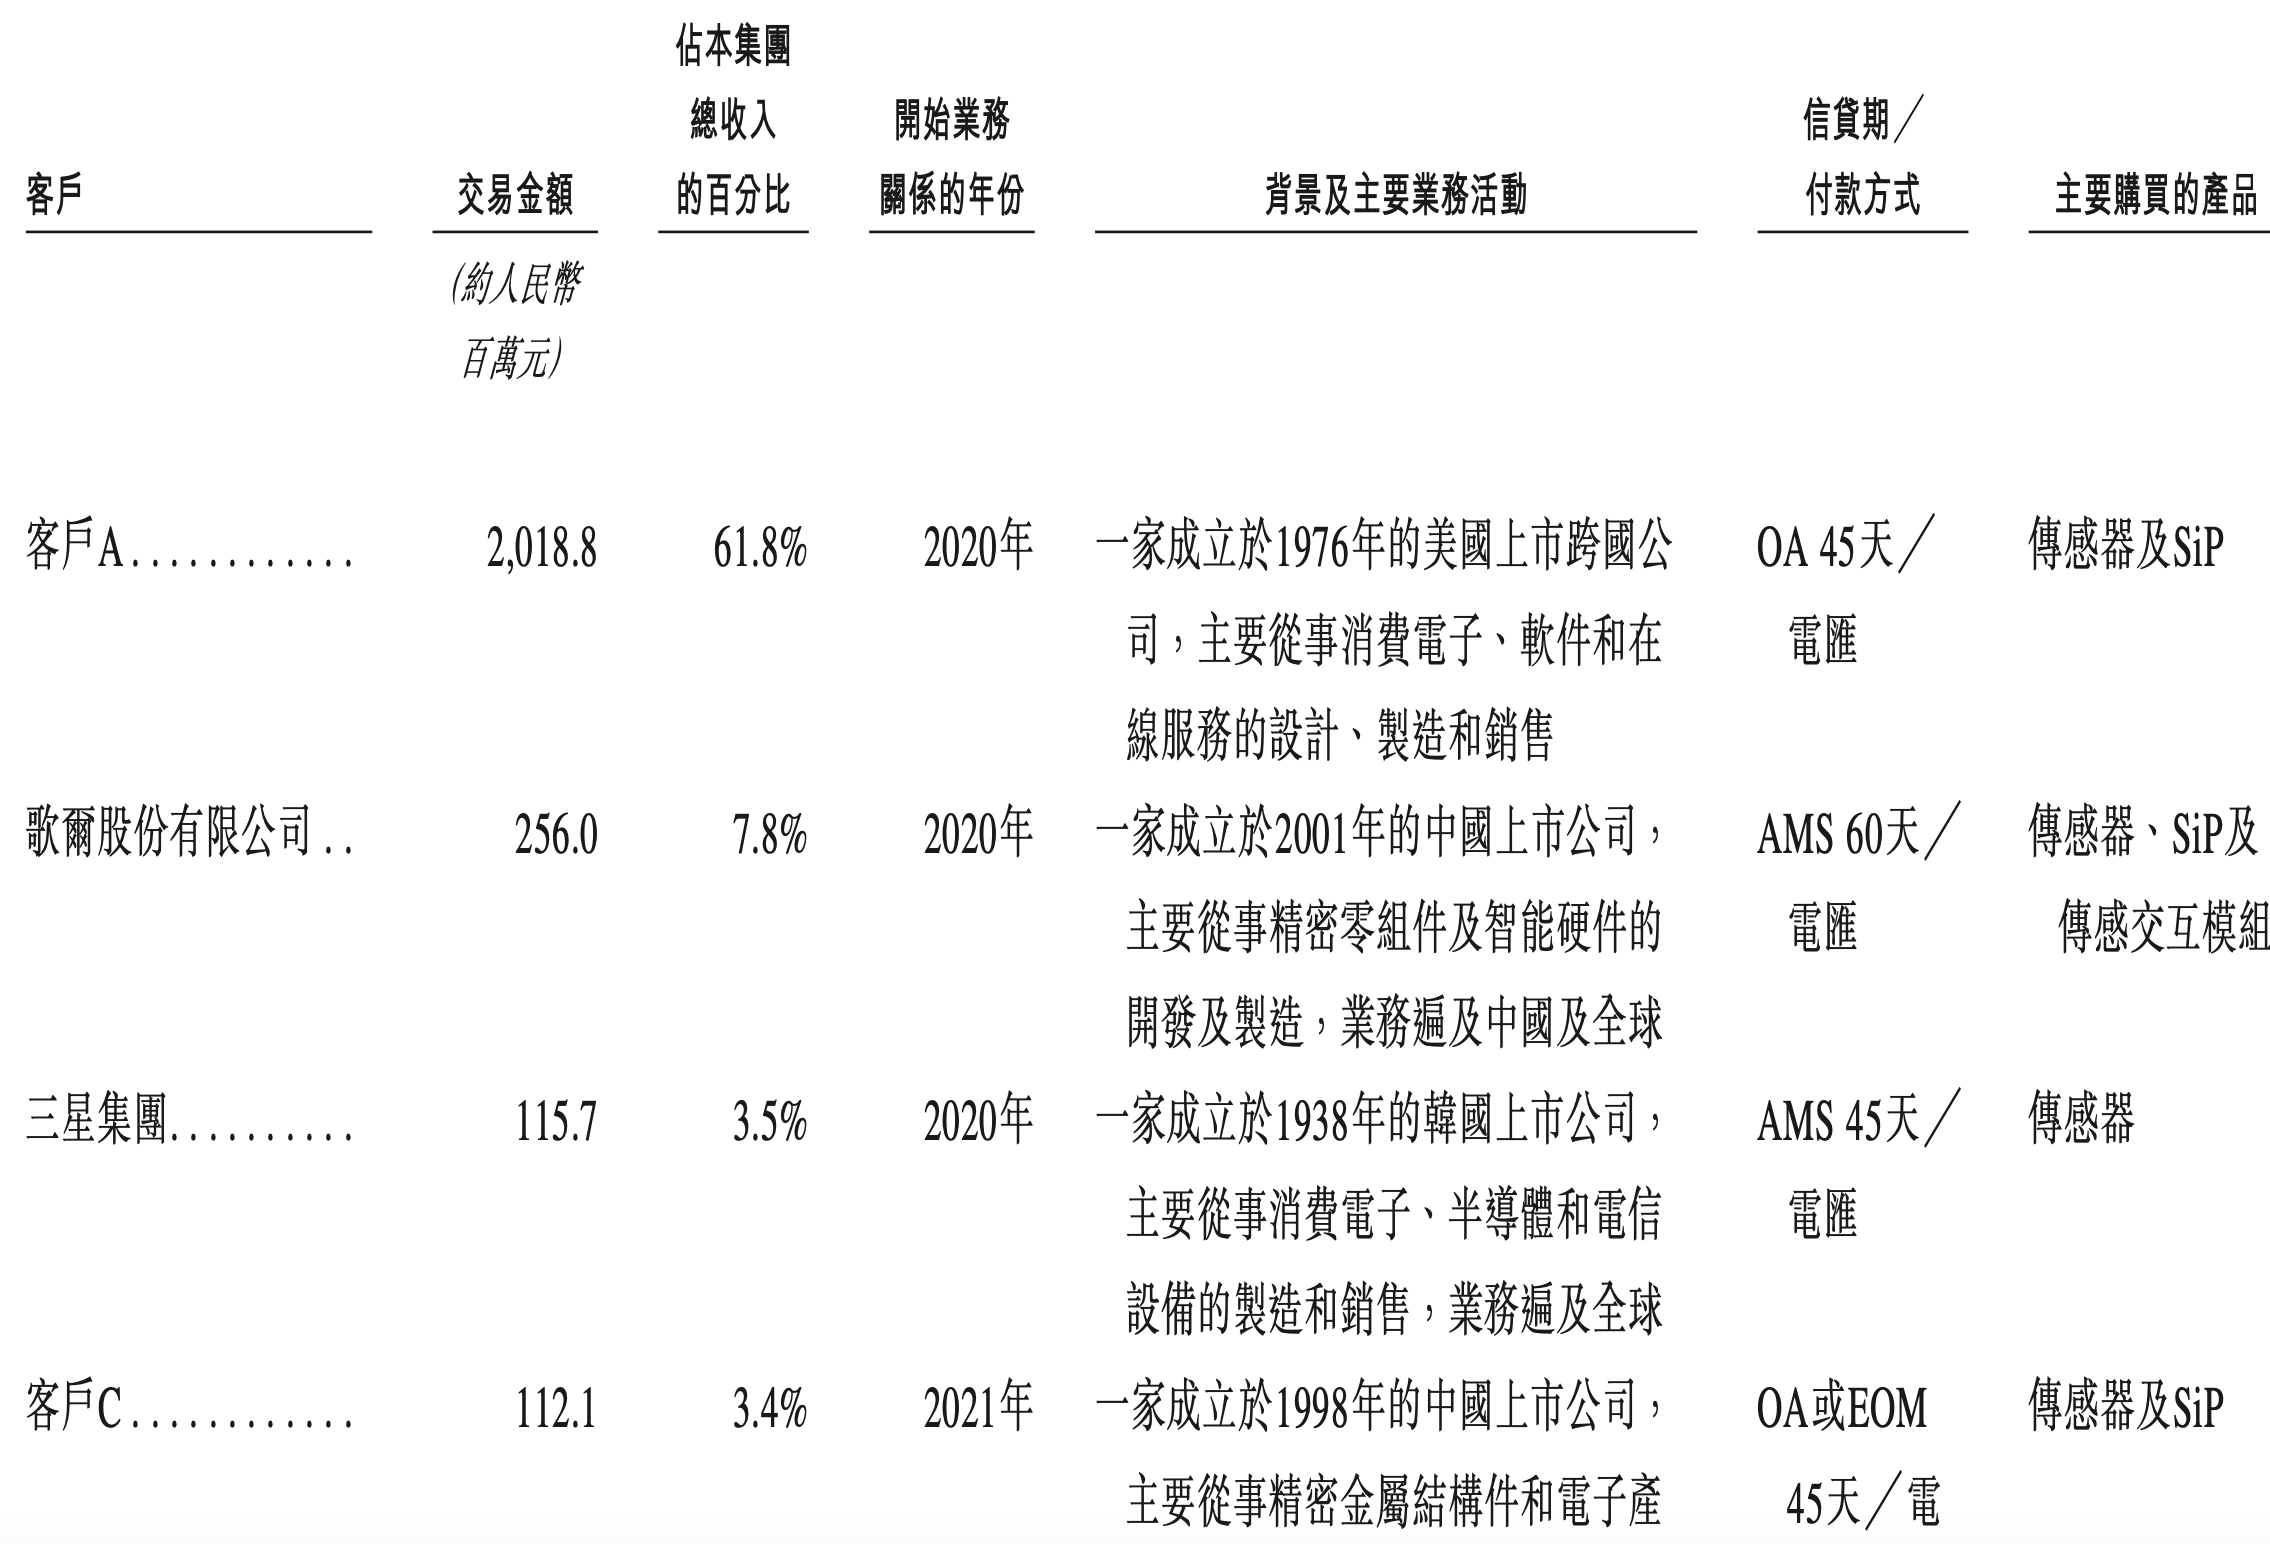 佔本集團
總收入 開始業務 信貸期／
客戶 交易金額 的百分比 關係的年份 背景及主要業務活動 付款方式 主要購買的產品
(約人民幣
百萬元)
客戶A............ 2,018.8 61.8% 2020年 一家成立於1976年的美國上市跨國公 OA 45天／ 傳感器及SiP
司，主要從事消費電子、軟件和在 電匯
線服務的設計、製造和銷售
歌爾股份有限公司.. 256.0 7.8% 2020年 一家成立於2001年的中國上市公司， AMS 60天／ 傳感器、SiP及
主要從事精密零組件及智能硬件的 電匯 傳感交互模組
開發及製造，業務遍及中國及全球
三星集團.......... 115.7 3.5% 2020年 一家成立於1938年的韓國上市公司， AMS 45天／ 傳感器
主要從事消費電子、半導體和電信 電匯
設備的製造和銷售，業務遍及全球
客戶C............ 112.1 3.4% 2021年 一家成立於1998年的中國上市公司， OA或EOM 傳感器及SiP
主要從事精密金屬結構件和電子產 45天／電